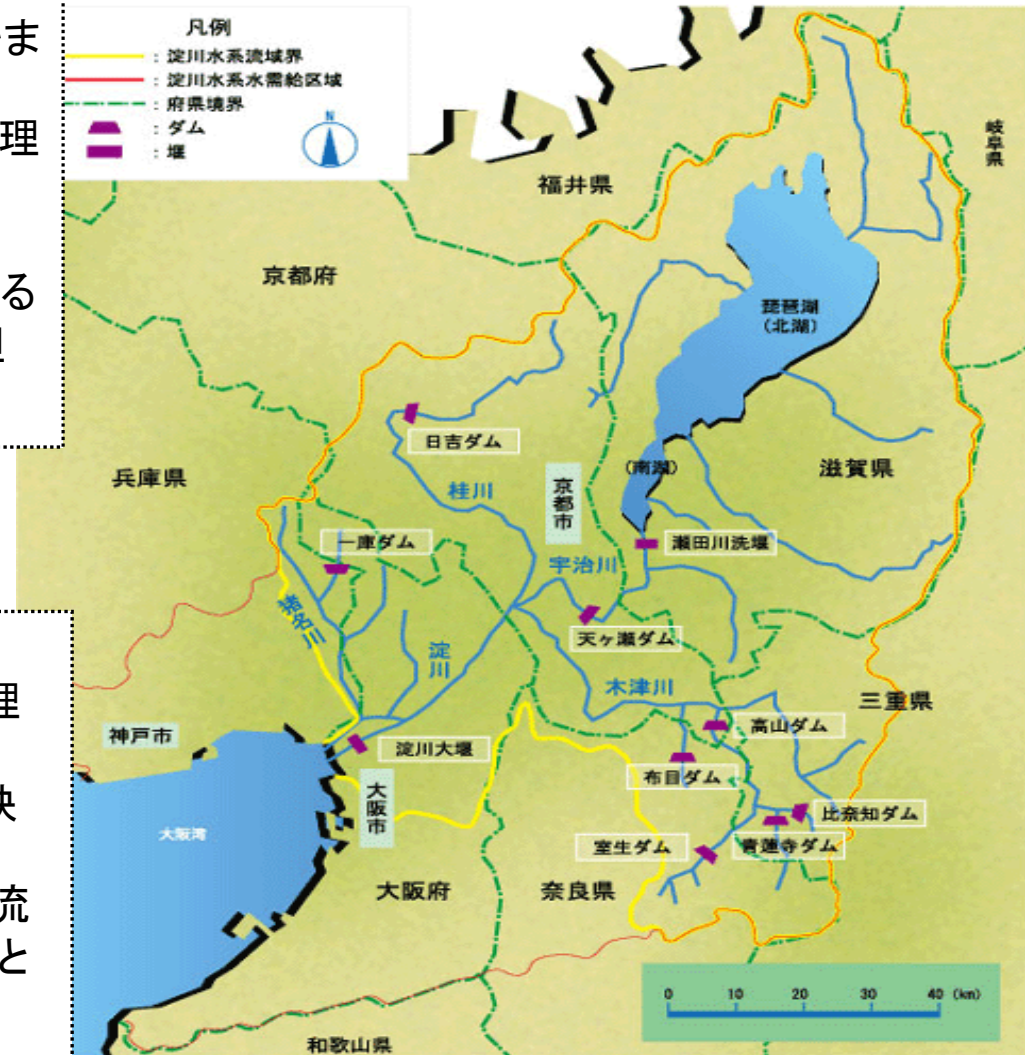 ま
理
る
凡例
：淀川水系流域界
：淀川水系水需給区域
：府県境界
：ダム
：堰
N
岐阜県
福井県
京都府
琵琶湖
（北湖）
日吉ダム
（南湖）
滋賀県
兵庫県
桂川
京都市
一庫ダム
瀬田川洗堰
宇治川
猪名川
天ヶ瀬ダム
淀川
木津川
三重県
理
神戸市
高山ダム
淀川大堰
布目ダム
大阪市
比奈知ダム
大阪湾
室生ダム
青蓮寺ダム
大阪府
奈良県
流
と
0 10 20 30 40 (km)
和歌山県